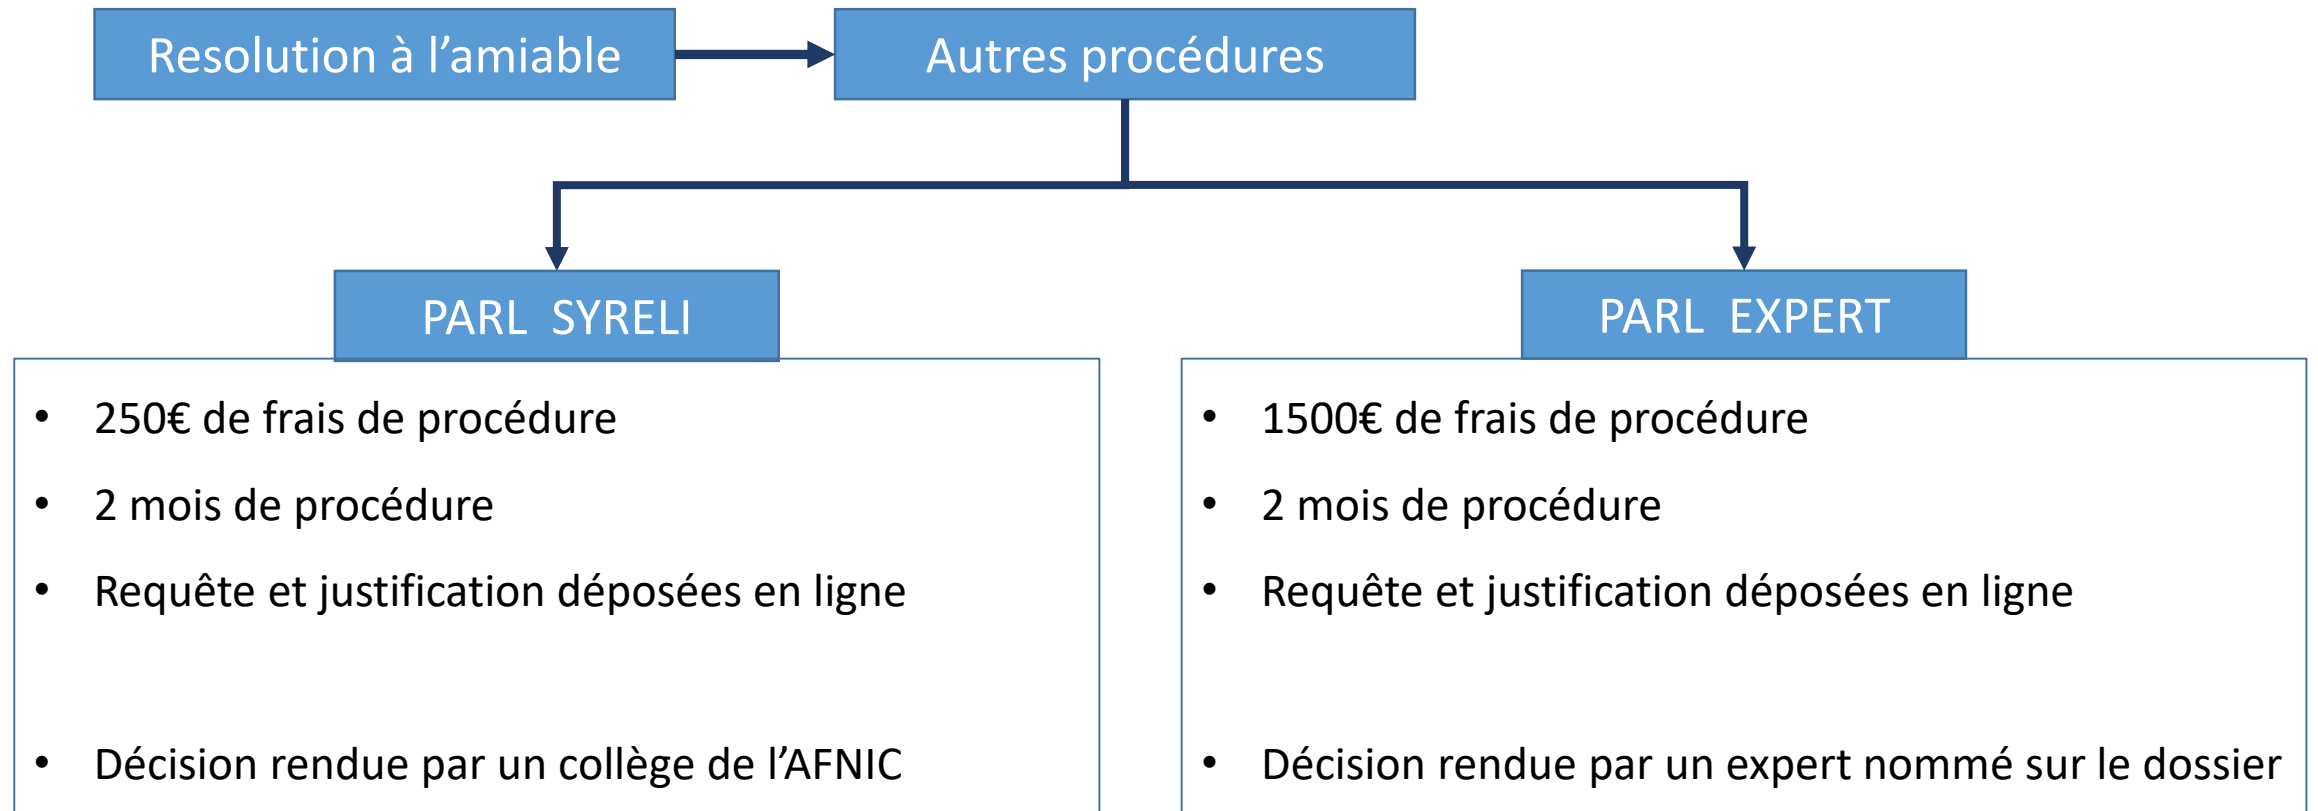 Resolution à l’amiable
Autres procédures
PARL SYRELI
• 250€ de frais de procédure
• 2 mois de procédure
• Requête et justification déposées en ligne
• Décision rendue par un collège de l’AFNIC
PARL EXPERT
• 1500€ de frais de procédure
• 2 mois de procédure
• Requête et justification déposées en ligne
• Décision rendue par un expert nommé sur le dossier